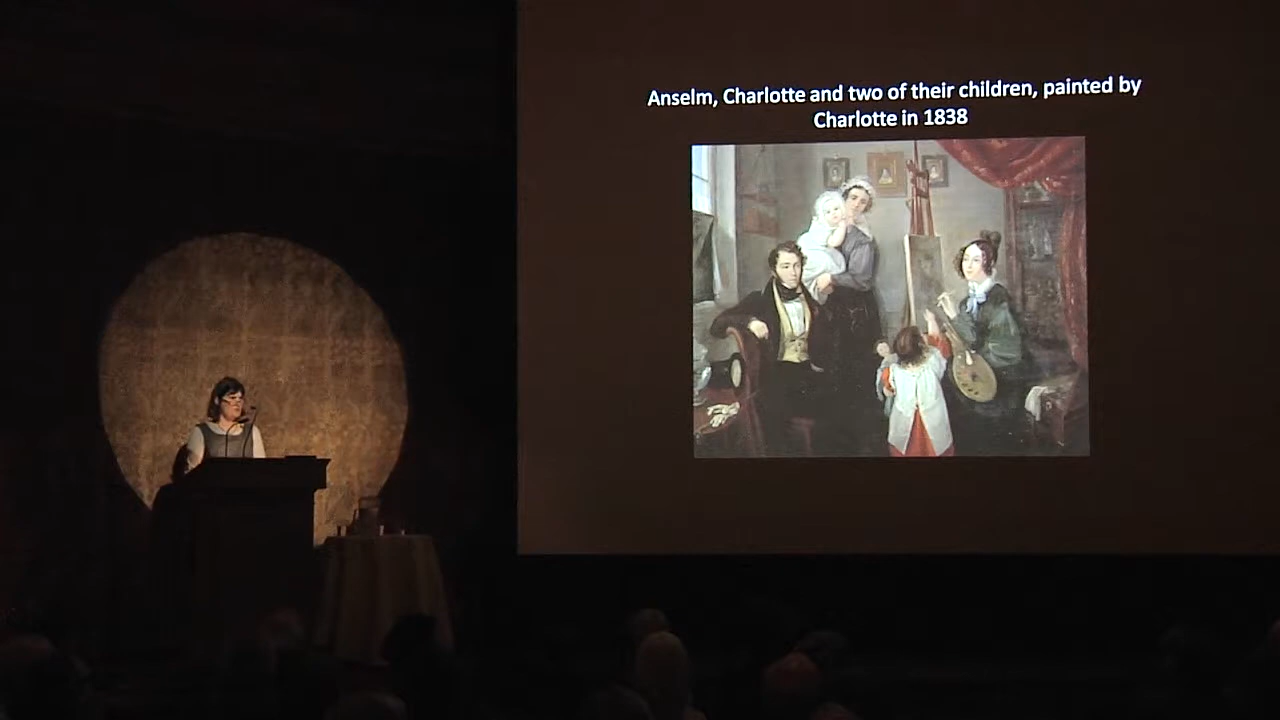 Anselm, Charlotte and two of their children, painted by
Charlotte in 1838